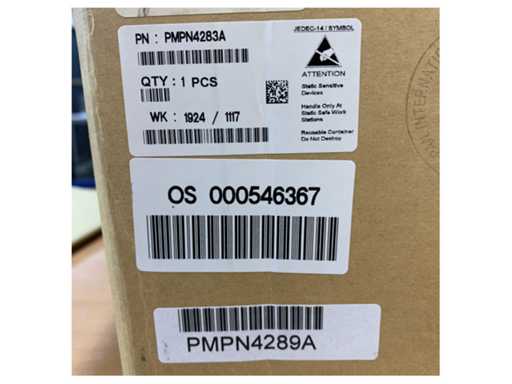 PN : PMPN4283A
JEDEC-14 / SYMBOL
ATTENTION
QTY : 1 PCS
Static Sensitive
Devices
Handle Only At
Static Safe Work
Stations
WK : 1924 / 1117
Reusable Container
Do Not Destroy
OS 000546367
PMPN4289A